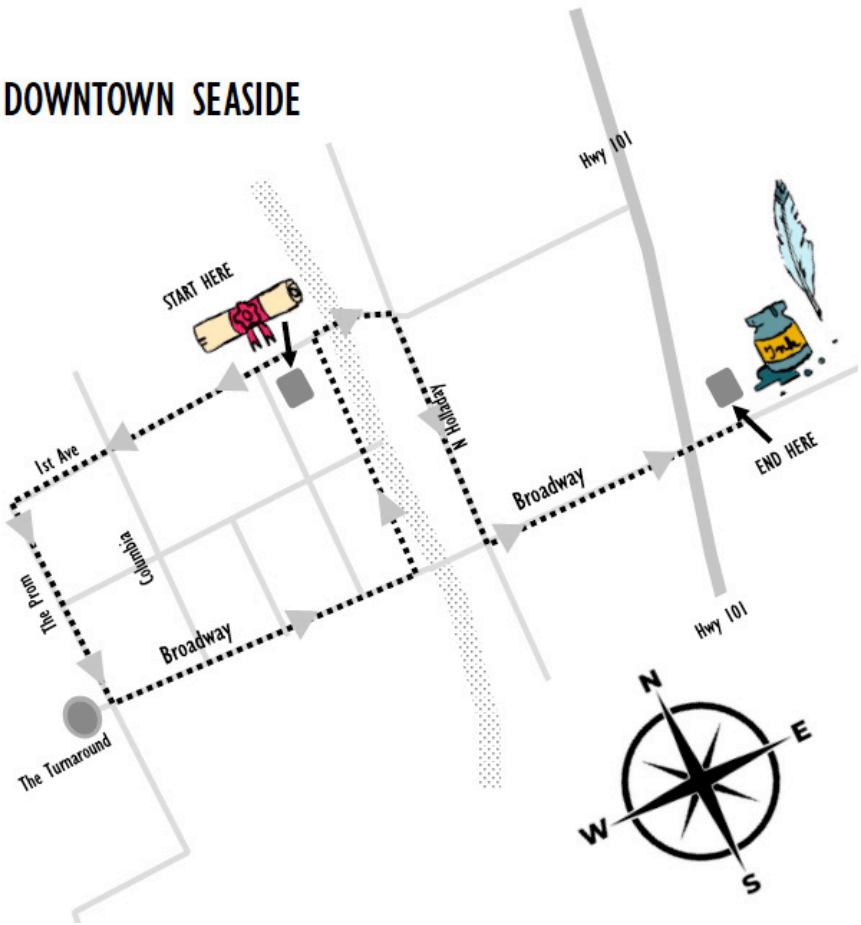 DOWNTOWN SEASIDE
Hwy 101
START HERE
Ink
N Holladay
1st Ave
END HERE
Broadway
Columbia
The Prom
Broadway
Hwy 101
The Turnaround
N
E
W
S